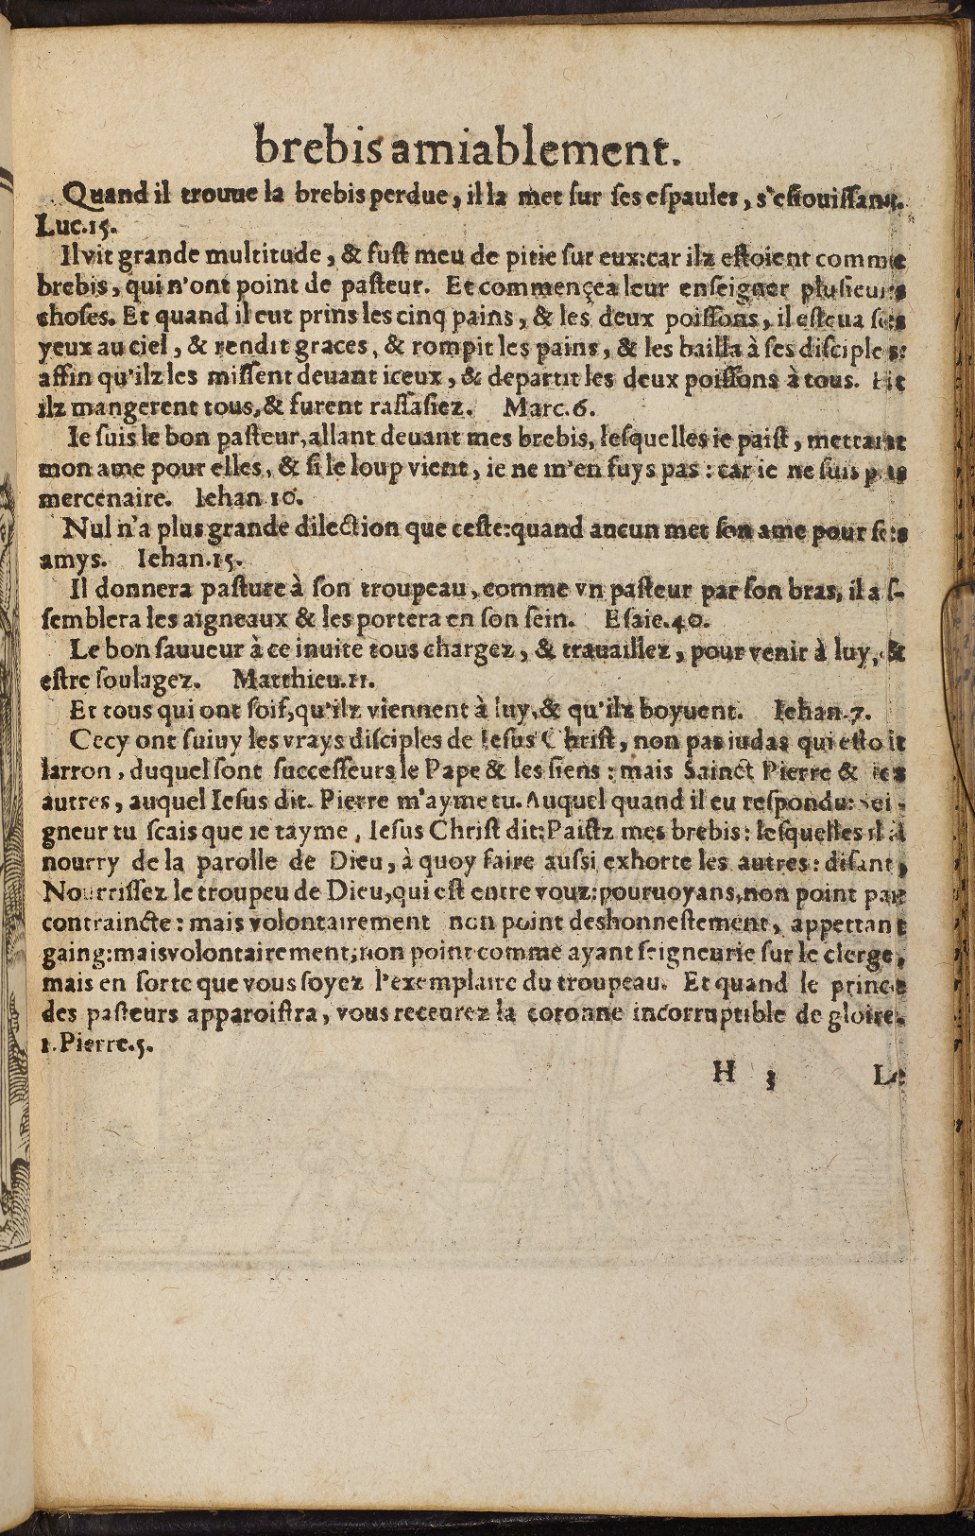 brebis amiablement.
Quand il trouue la brebis perdue, il la met ſur ſes eſpaules, s'eſiouiſſant.
Luc.15.
Il vit grande multitude, & fuſt meu de pitie ſur eux:car ilz eſtoient comme
brebis, qui n'ont point de paſteur. Et commença a leur enſeigner pluſieurs
choſes. Et quand il eut prins les cinq pains, & les deux poiſſons, il esleua ſes
yeux au ciel, & rendit graces, & rompit les pains, & les bailla à ſes diſciples:
affin qu'ilz les miſſent deuant iceux, & departit les deux poiſſons à tous. Et
ilz mangerent tous,& furent raſſaſiez. Marc.6.
Ie ſuis le bon paſteur,allant deuant mes brebis, leſquelles ie paiſt, mettant
mon ame pour elles, & ſi le loup vient, ie ne m'en fuys pas : car ie ne ſuis pas
mercenaire. Iehan 10.
Nul n'a plus grande dilection que ceſte:quand aucun met ſon ame pour ſes
amys. Iehan.15.
Il donnera paſture à ſon troupeau, comme vn paſteur par ſon bras, il aſ-
ſemblera les aigneaux & les portera en ſon ſein. Eſaie.40.
Le bon ſauueur à ce inuite tous chargez, & trauaillez, pour venir à luy, &
eſtre ſoulagez. Matthieu.11.
Et tous qui ont ſoif,qu'ilz viennent à luy,& qu'ilz boyuent. Iehan.7.
Cecy ont ſuiuy les vrays diſciples de Ieſus Chriſt, non pas iudas qui eſtoit
larron, duquel ſont ſucceſſeurs le Pape & les ſiens : mais Sainct Pierre & les
autres, auquel Ieſus dit. Pierre m'ayme tu. Auquel quand il eu reſpondu: Sei-
gneur tu ſcais que ie tayme, Ieſus Chriſt dit:Paiſtz mes brebis: leſquelles il à
nourry de la parolle de Dieu, à quoy faire auſſi exhorte les autres: diſant,
Nourriſſez le troupeu de Dieu,qui eſt entre vouz:pouruoyans,non point par
contraincte: mais volontairement non point deshonneſtement, appettant
gaing:maisvolontairement;non point comme ayant ſeigneurie ſur le clerge,
mais en ſorte que vous ſoyez l'exemplaire du troupeau. Et quand le prince
des paſteurs apparoiſtra, vous receurez la coronne incorruptible de gloire.
1.Pierre.5.
H 3 Le